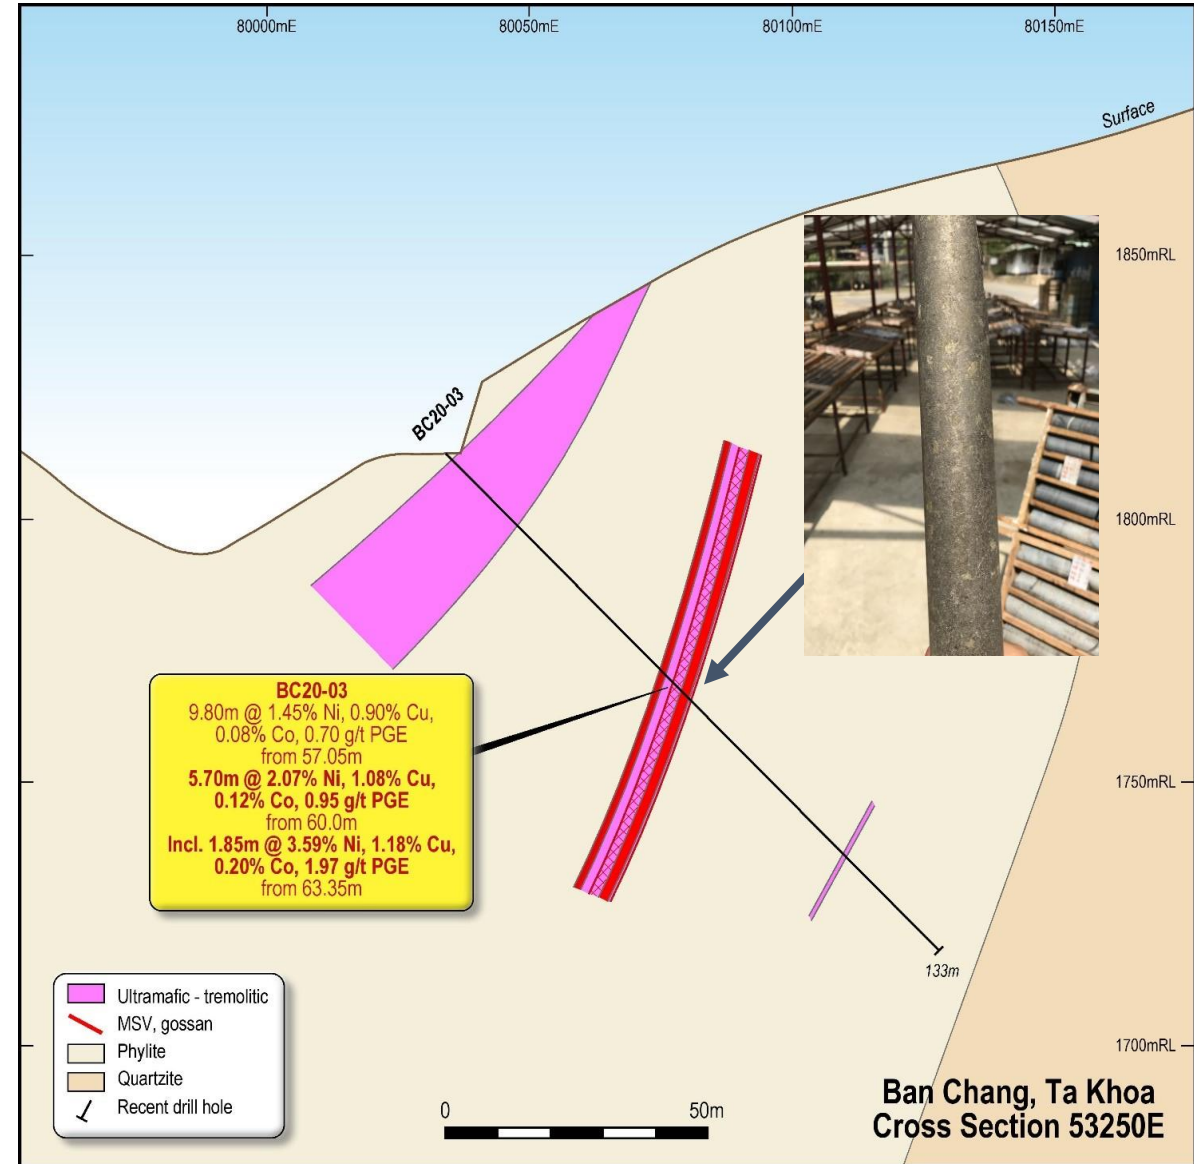 80000mE
80050mE
80100mE
80150mE
Surface
1850mRL
BC20-03
1800mRL
BC20-03
9.80m @ 1.45% Ni, 0.90% Cu,
0.08% Co, 0.70 g/t PGE
from 57.05m
5.70m @ 2.07% Ni, 1.08% Cu,
0.12% Co, 0.95 g/t PGE
from 60.0m
Incl. 1.85m @ 3.59% Ni, 1.18% Cu,
0.20% Co, 1.97 g/t PGE
from 63.35m
1750mRL
133m
Ultramafic - tremolitic
MSV, gossan
Phylite
Quartzite
Recent drill hole
1700mRL
0
50m
Ban Chang, Ta Khoa
Cross Section 53250E